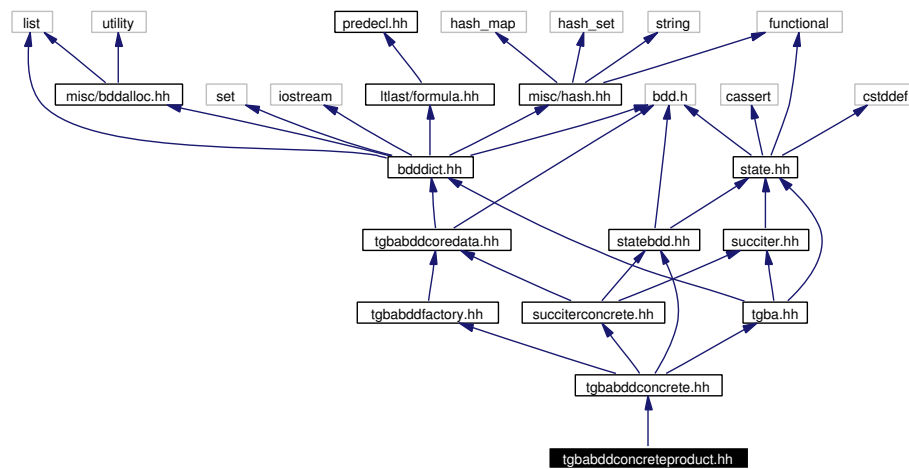 list
utility
predecl.hh
hash_map
hash_set
string
functional
misc/bddalloc.hh
set
iostream
ltlast/formula.hh
misc/hash.hh
bdd.h
cassert
cstddef
bdddict.hh
state.hh
tgbabddcoredata.hh
statebdd.hh
succiter.hh
tgbabddfactory.hh
succiterconcrete.hh
tgba.hh
tgbabddconcrete.hh
tgbabddconcreteproduct.hh